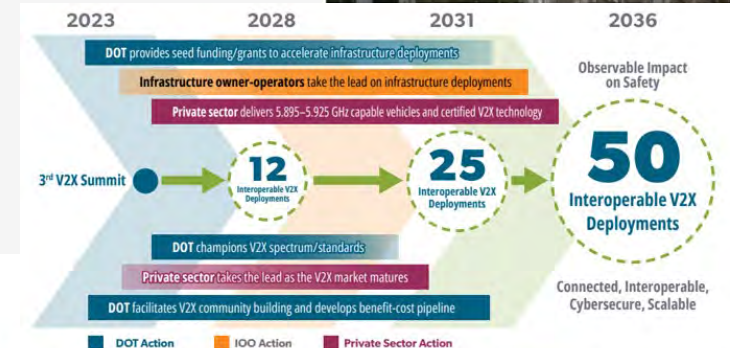 2023 2028 2031 2036
DOT provides seed funding/grants to accelerate infrastructure deployments
Infrastructure owner-operators take the lead on infrastructure deployments
Private sector delivers 5.895–5.925 GHz capable vehicles and certified V2X technology
Observable Impact
on Safety
3rd V2X Summit
12
Interoperable V2X
Deployments
25
Interoperable V2X
Deployments
50
Interoperable V2X
Deployments
DOT champions V2X spectrum/standards
Private sector takes the lead as the V2X market matures
DOT facilitates V2X community building and develops benefit-cost pipeline
Connected, Interoperable,
Cybersecure, Scalable
DOT Action IOO Action Private Sector Action